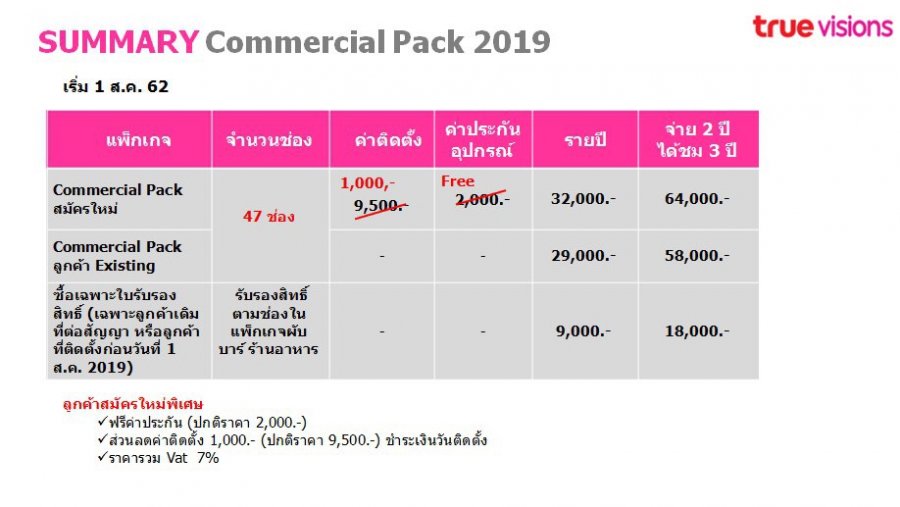 SUMMARY Commercial Pack 2019
true visions
เริ่ม 1 ส.ค. 62
แพ็กเกจ
จำนวนช่อง
ค่าติดตั้ง
ค่าประกัน
อุปกรณ์
รายปี
จ่าย 2 ปี
ได้ชม 3 ปี
Commercial Pack
สมัครใหม่
47 ช่อง
1,000,-
9,500.-
Free
2,000.-
32,000.-
64,000.-
Commercial Pack
ลูกค้า Existing
-
-
29,000.-
58,000.-
ซื้อเฉพาะใบรับรอง
สิทธิ์ (เฉพาะลูกค้าเดิม
ที่ต่อสัญญา หรือลูกค้า
ที่ติดตั้งก่อนวันที่ 1
ส.ค. 2019)
รับรองสิทธิ์
ตามช่องใน
แพ็กเกจผับ
บาร์ ร้านอาหาร
-
-
9,000.-
18,000.-
ลูกค้าสมัครใหม่พิเศษ
✓ฟรีค่าประกัน (ปกติราคา 2,000.-)
✓ส่วนลดค่าติดตั้ง 1,000.- (ปกติราคา 9,500.-) ชำระเงินวันติดตั้ง
✓ราคารวม Vat 7%